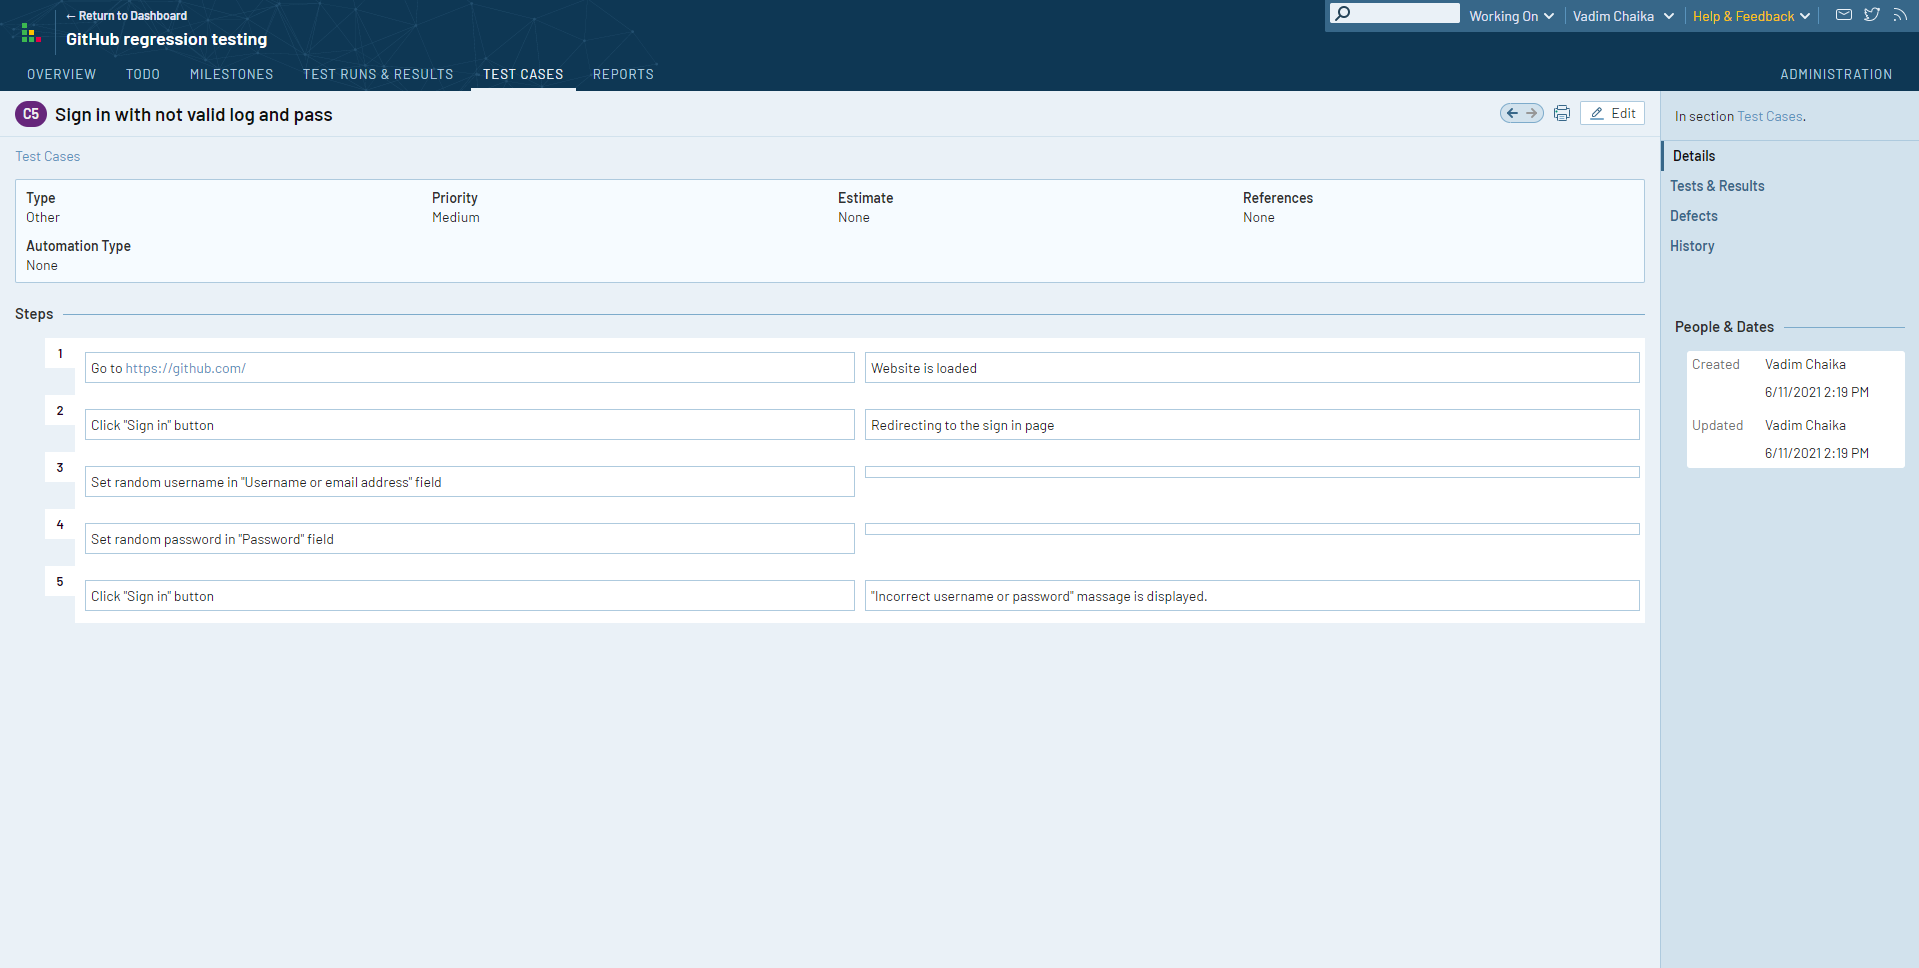 ← Return to Dashboard
GitHub regression testing
Working On
Vadim Chaika
Help & Feedback
OVERVIEW
TODO
MILESTONES
TEST RUNS & RESULTS
TEST CASES
REPORTS
ADMINISTRATION
C5
Sign in with not valid log and pass
Edit
Test Cases
Type
Other
Priority
Medium
Estimate
None
References
None
Automation Type
None
Steps
1
Go to https://github.com/
Website is loaded
2
Click "Sign in" button
Redirecting to the sign in page
3
Set random username in "Username or email address" field
4
Set random password in "Password" field
5
Click "Sign in" button
"Incorrect username or password" massage is displayed.
In section Test Cases.
Details
Tests & Results
Defects
History
People & Dates
Created
Vadim Chaika
6/11/2021 2:19 PM
Updated
Vadim Chaika
6/11/2021 2:19 PM